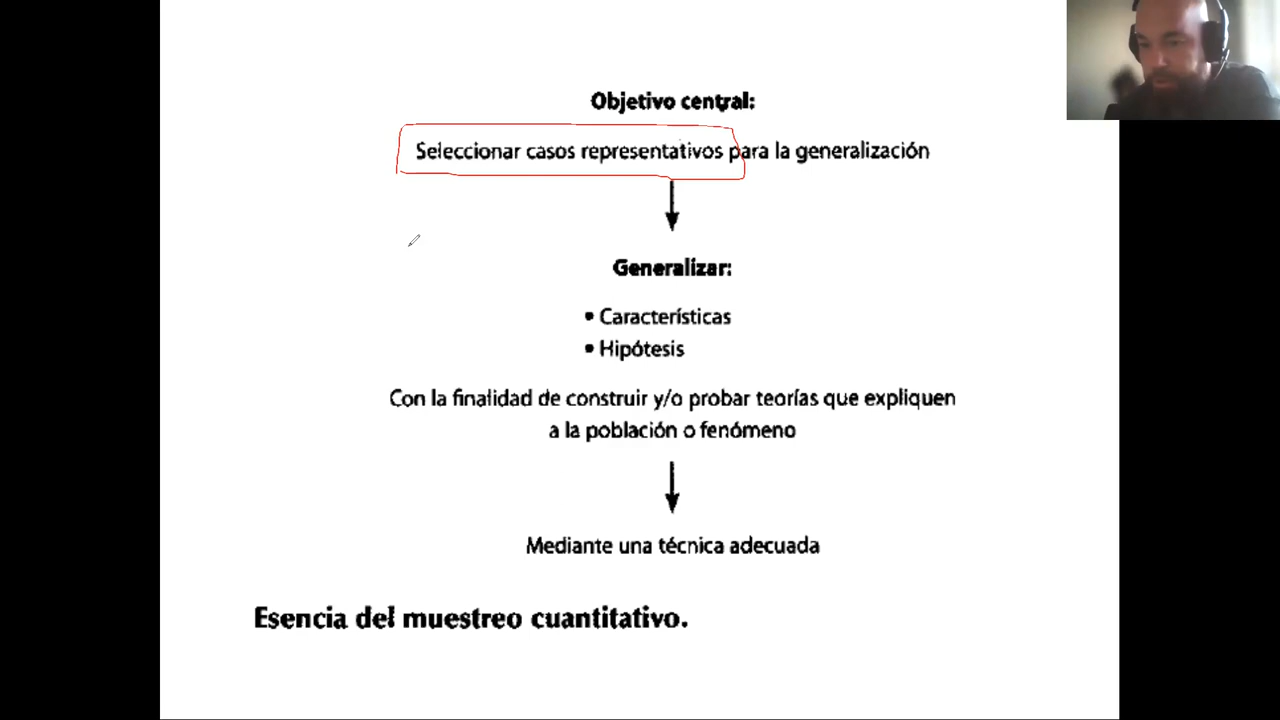 Objetivo central:
Seleccionar casos representativos para la generalización
Generalizar:
• Características
• Hipótesis
Con la finalidad de construir y/o probar teorías que expliquen
a la población o fenómeno
Mediante una técnica adecuada
Esencia del muestreo cuantitativo.